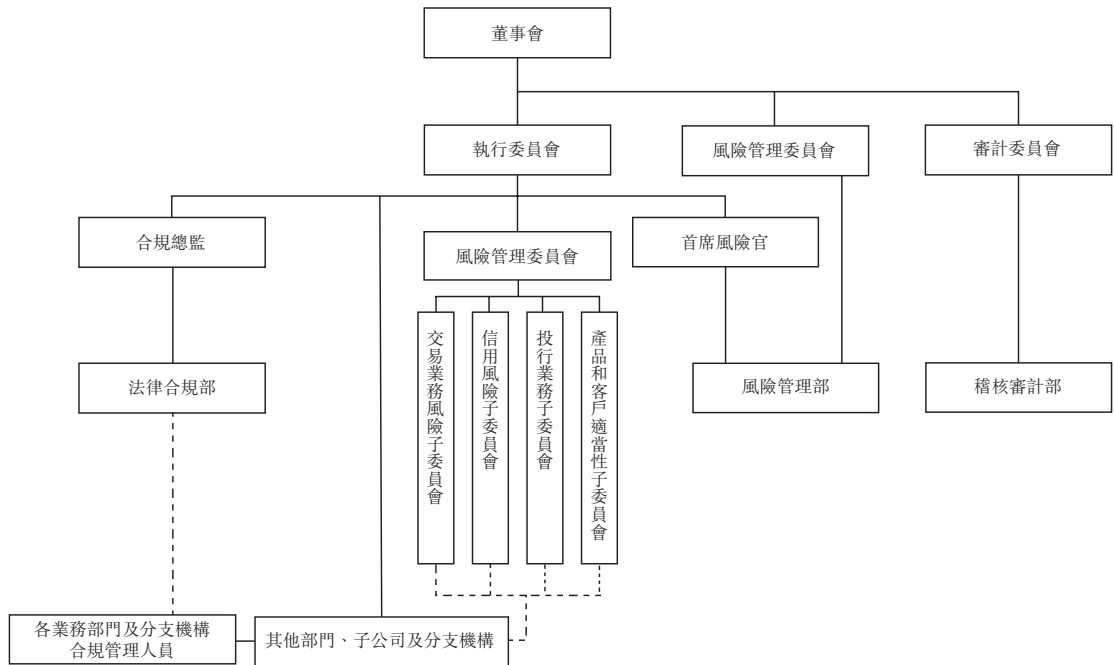 董事會
執行委員會
風險管理委員會
審計委員會
合規總監
風險管理委員會
首席風險官
交易業務風險子委員會
信用風險子委員會
投行業務子委員會
產品和客戶適當性子委員會
法律合規部
風險管理部
稽核審計部
各業務部門及分支機構
合規管理人員
其他部門、子公司及分支機構